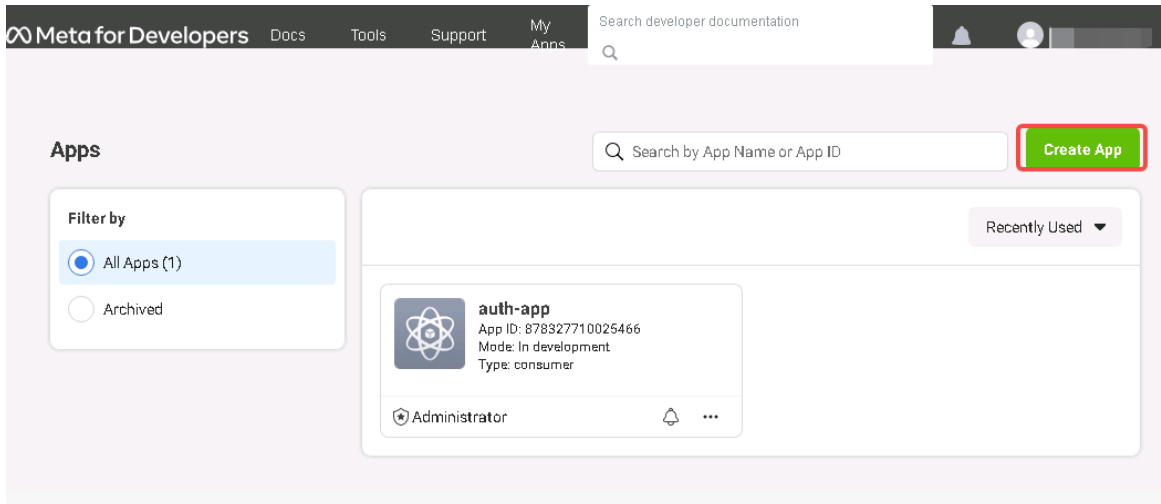 Meta for Developers Docs Tools Support My Apps Search developer documentation
Apps
Search by App Name or App ID
Create App
Filter by
All Apps (1)
Archived
Recently Used
auth-app
App ID: 878327710025466
Mode: In development
Type: consumer
Administrator